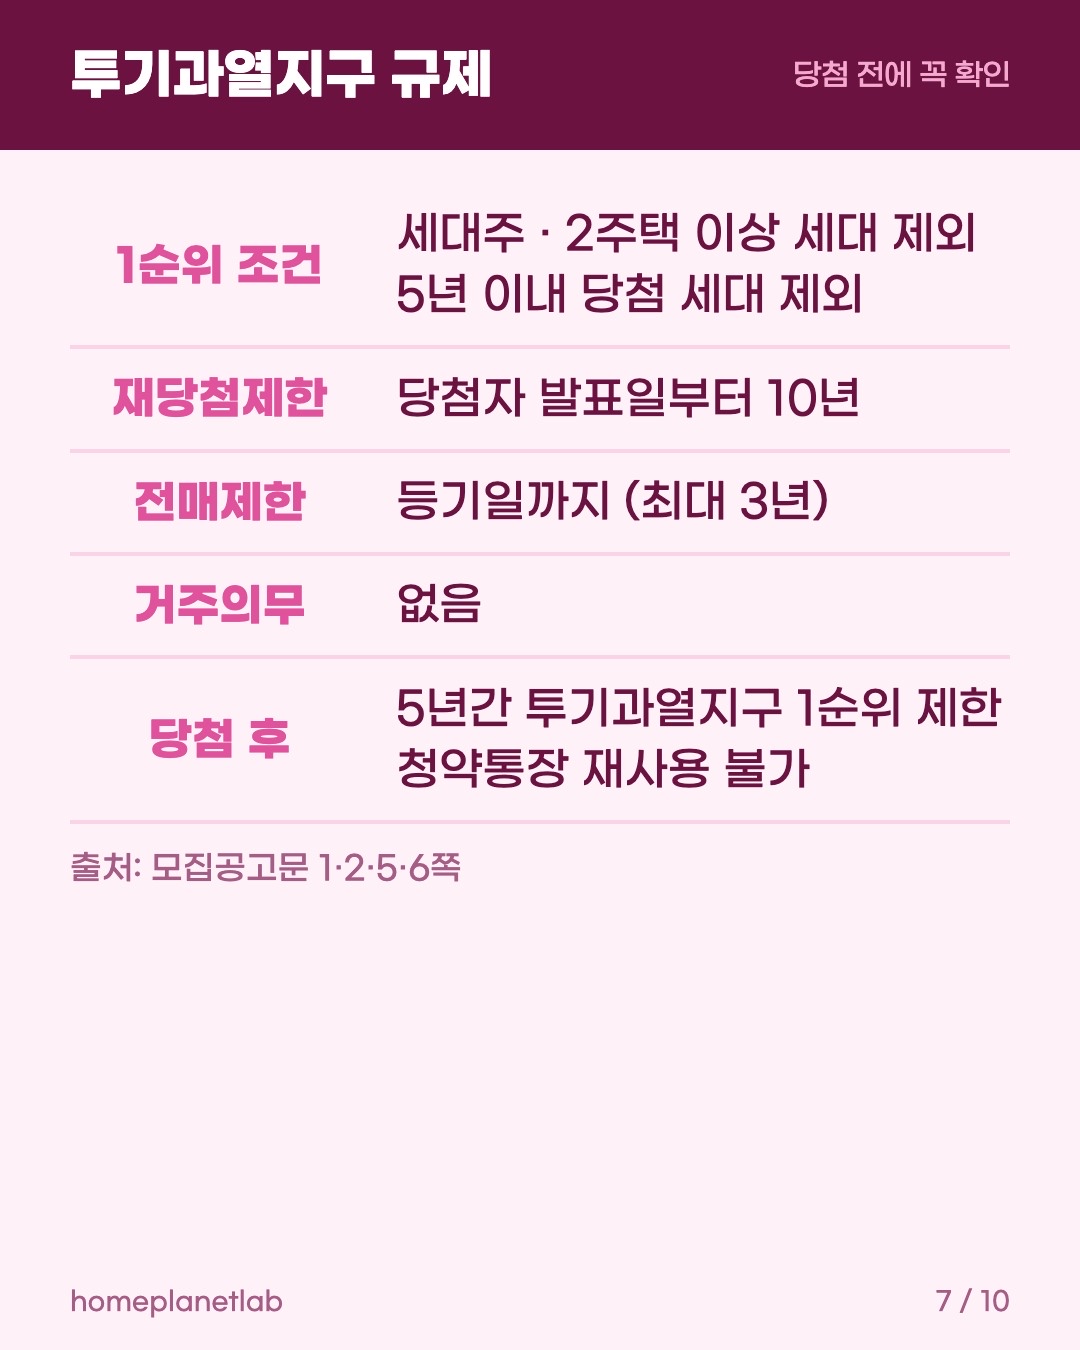 투기과열지구 규제
당첨 전에 꼭 확인
1순위 조건
세대주 · 2주택 이상 세대 제외
5년 이내 당첨 세대 제외
재당첨제한
당첨자 발표일부터 10년
전매제한
등기일까지 (최대 3년)
거주의무
없음
당첨 후
5년간 투기과열지구 1순위 제한
청약통장 재사용 불가
출처: 모집공고문 1·2·5·6쪽
homeplanetlab
7 / 10